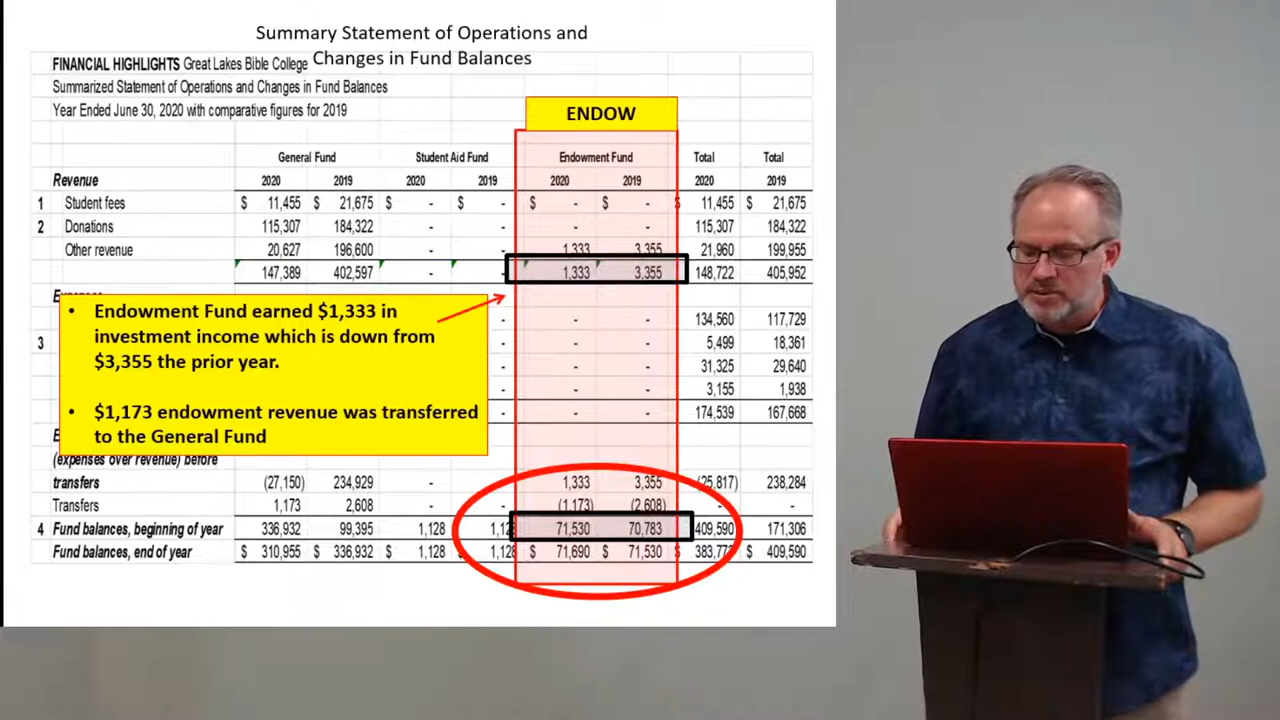 Summary Statement of Operations and
Changes in Fund Balances
FINANCIAL HIGHLIGHTS Great Lakes Bible College
Summarized Statement of Operations and Changes in Fund Balances
Year Ended June 30, 2020 with comparative figures for 2019
ENDOW
General Fund Student Aid Fund Endowment Fund Total Total
Revenue 2020 2019 2020 2019 2020 2019 2020 2019
1 Student fees $ 11,455 $ 21,675 $ - $ - $ - $ - $ 11,455 $ 21,675
2 Donations 115,307 184,322 - - - - 115,307 184,322
Other revenue 20,627 196,600 - - 1,333 3,355 21,960 199,955
147,389 402,597 - - 1,333 3,355 148,722 405,952
• Endowment Fund earned $1,333 in
investment income which is down from
$3,355 the prior year.
• $1,173 endowment revenue was transferred
to the General Fund
- - - 134,560 117,729
3 - - - 5,499 18,361
- - - 31,325 29,640
- - - 3,155 1,938
- - - 174,539 167,668
(expenses over revenue) before
transfers (27,150) 234,929 - - 1,333 3,355 (25,817) 238,284
Transfers 1,173 2,608 - - (1,173) (2,608) - -
4 Fund balances, beginning of year 336,932 99,395 1,128 71,530 70,783 409,590 171,306
Fund balances, end of year $ 310,955 $ 336,932 $ 1,128 $ 1,128 $ 71,690 $ 71,530 $ $ 409,590